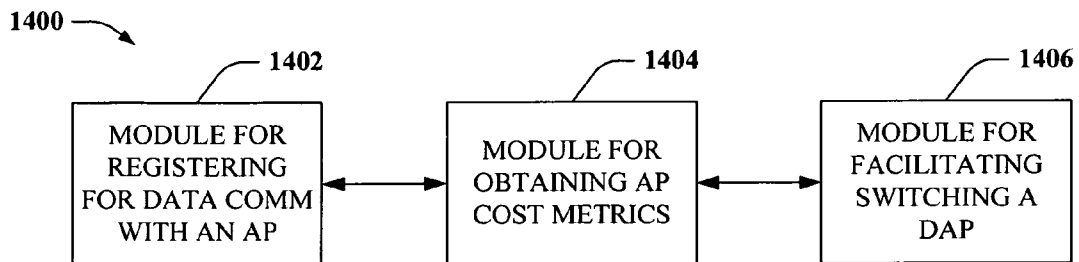 1400
1402
1404
1406
MODULE FOR
REGISTERING
FOR DATA COMM
WITH AN AP
MODULE FOR
OBTAINING AP
COST METRICS
MODULE FOR
FACILITATING
SWITCHING A
DAP